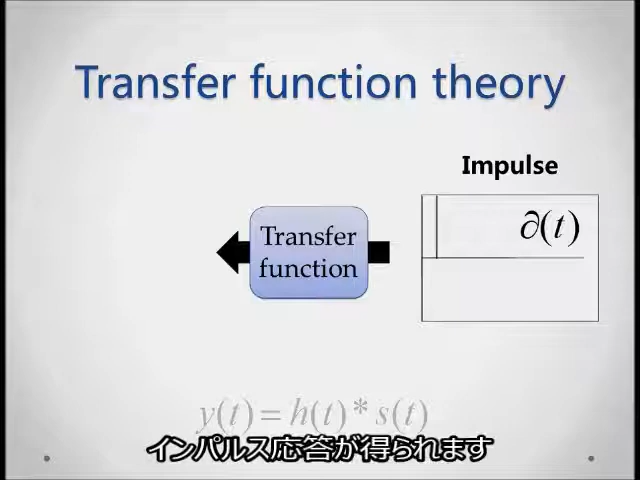 Transfer function theory
Impulse
∂(t)
Transfer
function
y(t) = h(t) * s(t)
インパルス応答が得られます